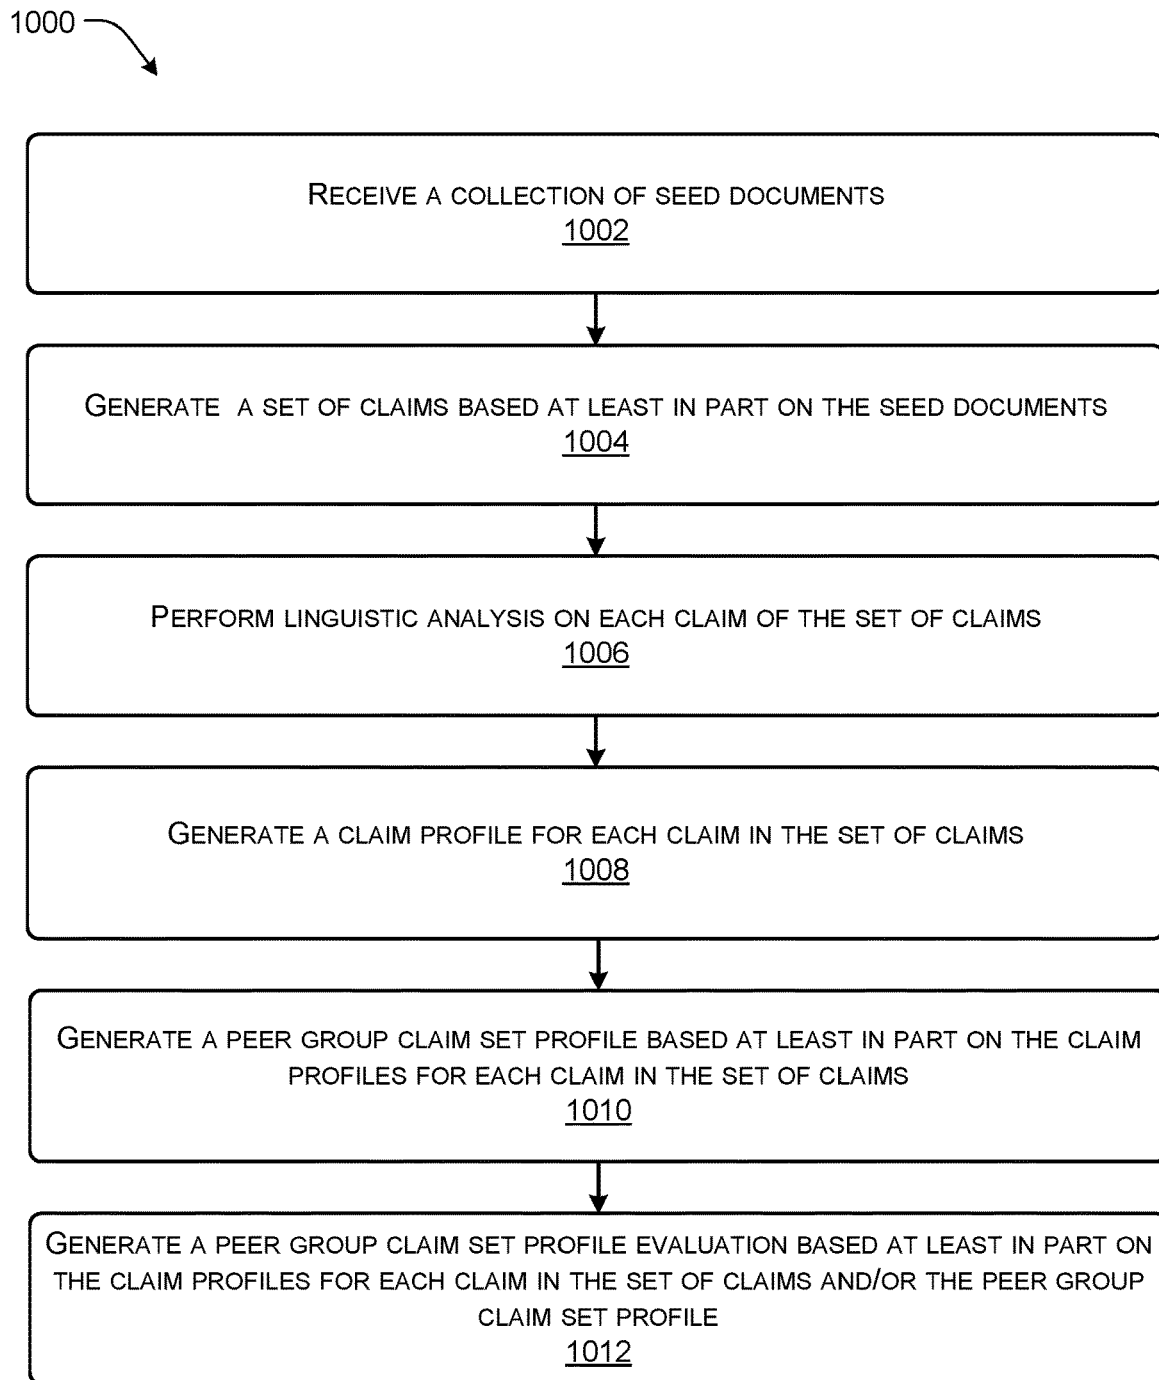 1000
RECEIVE A COLLECTION OF SEED DOCUMENTS
1002
GENERATE A SET OF CLAIMS BASED AT LEAST IN PART ON THE SEED DOCUMENTS
1004
PERFORM LINGUISTIC ANALYSIS ON EACH CLAIM OF THE SET OF CLAIMS
1006
GENERATE A CLAIM PROFILE FOR EACH CLAIM IN THE SET OF CLAIMS
1008
GENERATE A PEER GROUP CLAIM SET PROFILE BASED AT LEAST IN PART ON THE CLAIM
PROFILES FOR EACH CLAIM IN THE SET OF CLAIMS
1010
GENERATE A PEER GROUP CLAIM SET PROFILE EVALUATION BASED AT LEAST IN PART ON
THE CLAIM PROFILES FOR EACH CLAIM IN THE SET OF CLAIMS AND/OR THE PEER GROUP
CLAIM SET PROFILE
1012